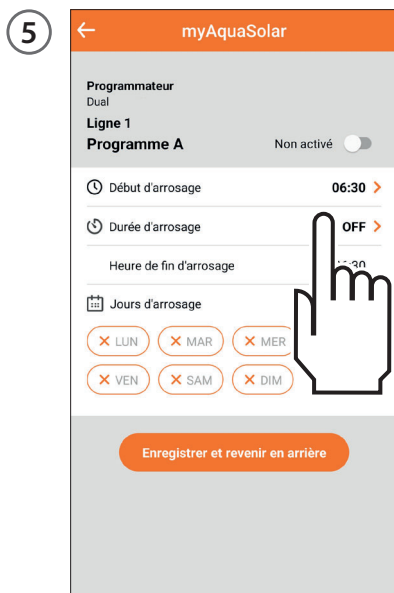 5
myAquaSolar
Programmateur
Dual
Ligne 1
Programme A Non activé
Début d'arrosage 06:30
Durée d'arrosage OFF
Heure de fin d'arrosage :30
Jours d'arrosage
LUN MAR MER
VEN SAM DIM
Enregistrer et revenir en arrière